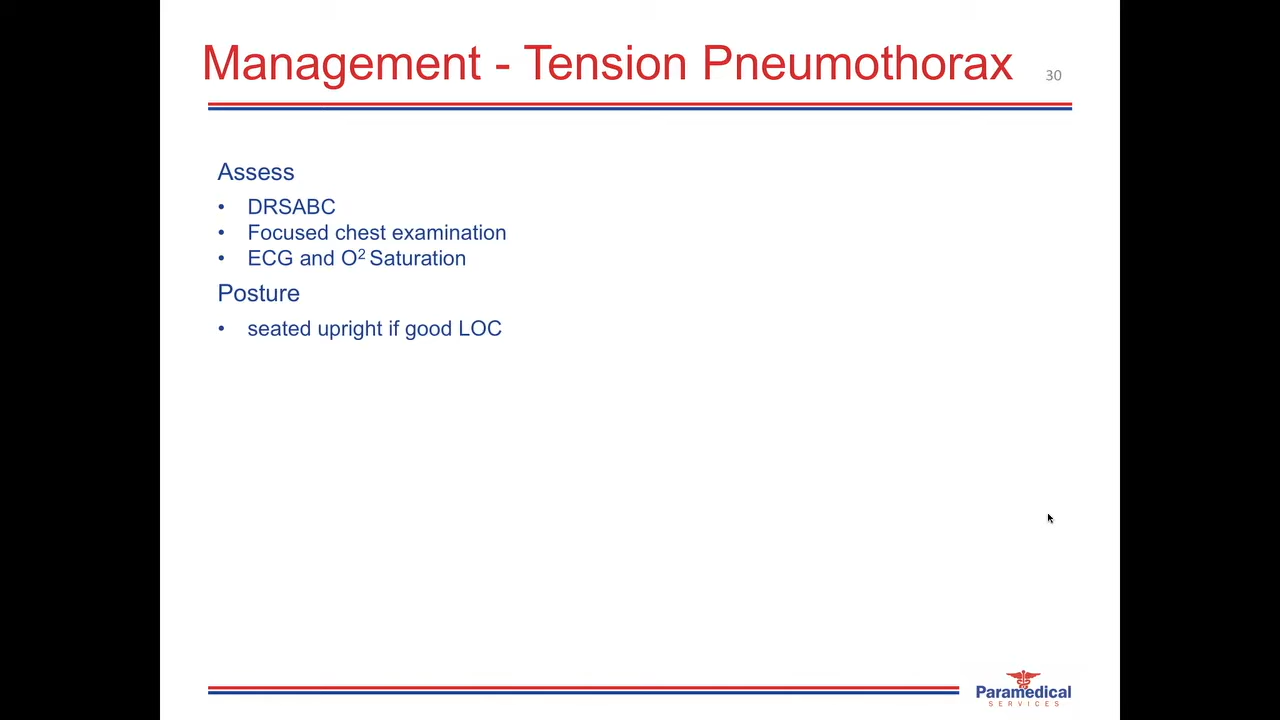 Management - Tension Pneumothorax
30
Assess
• DRSABC
• Focused chest examination
• ECG and O² Saturation
Posture
• seated upright if good LOC
Paramedical
SERVICES